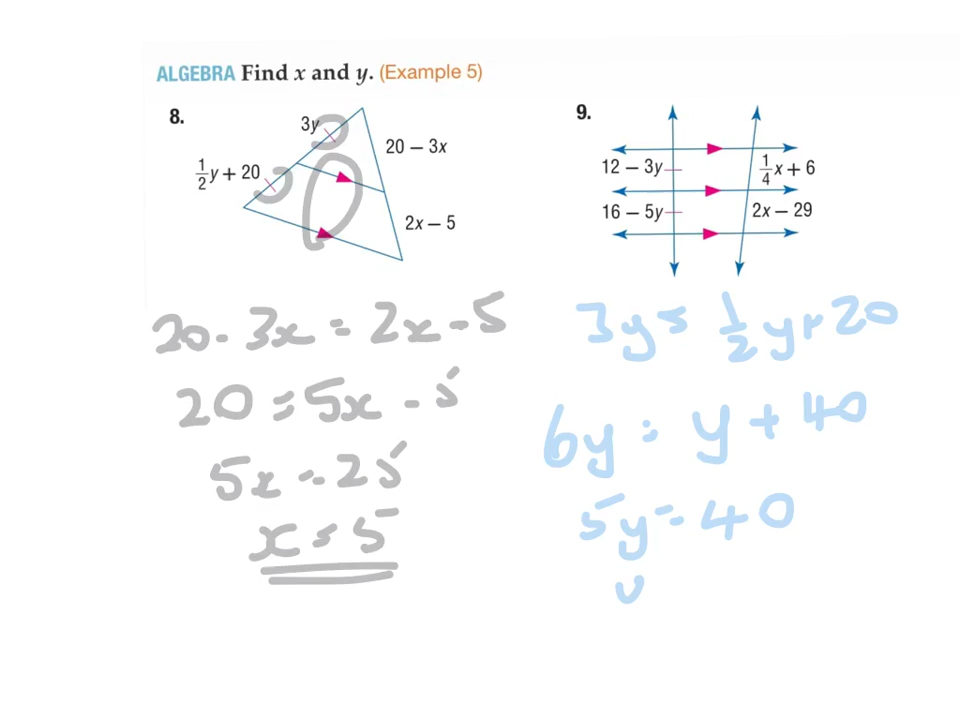 ALGEBRA Find x and y. (Example 5)
8.
3y
20 – 3x
½y + 20
2x – 5
9.
12 – 3y
¼x + 6
16 – 5y
2x – 29
20 - 3x = 2x - 5
20 = 5x - 5
5x = 25
x = 5
3y = ½y + 20
6y = y + 40
5y = 40
y